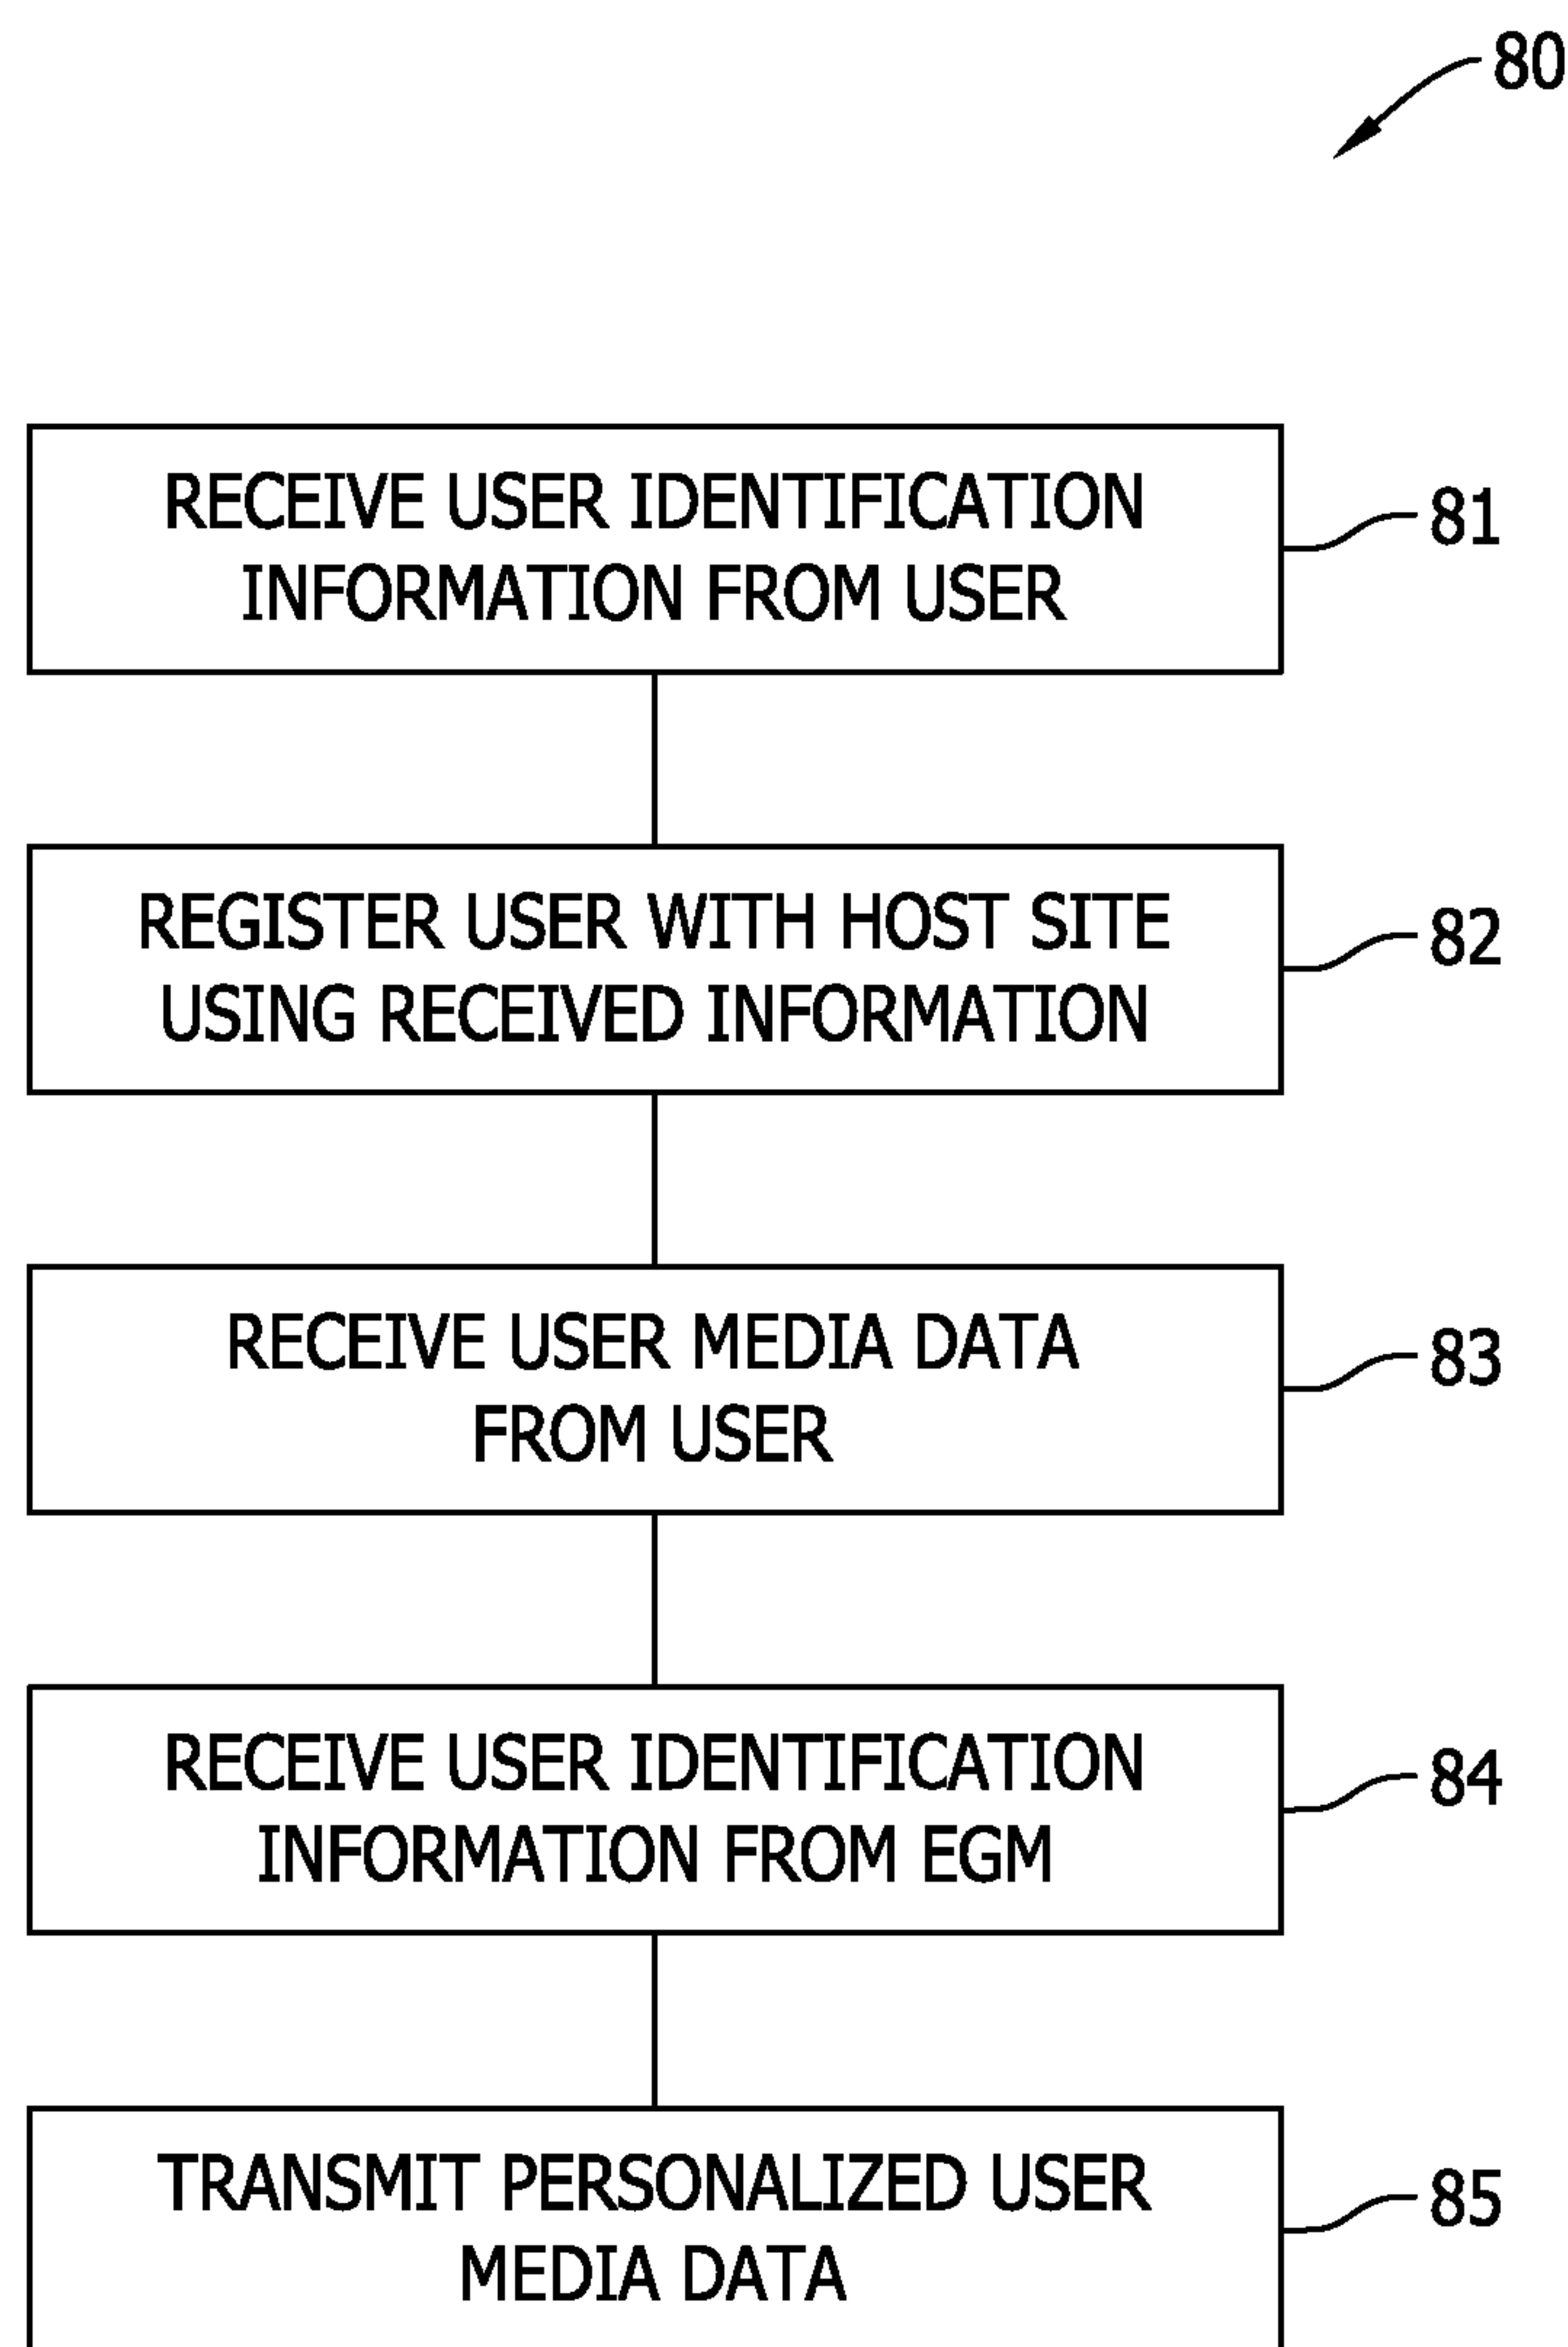 80
RECEIVE USER IDENTIFICATION
INFORMATION FROM USER
81
REGISTER USER WITH HOST SITE
USING RECEIVED INFORMATION
82
RECEIVE USER MEDIA DATA
FROM USER
83
RECEIVE USER IDENTIFICATION
INFORMATION FROM EGM
84
TRANSMIT PERSONALIZED USER
MEDIA DATA
85